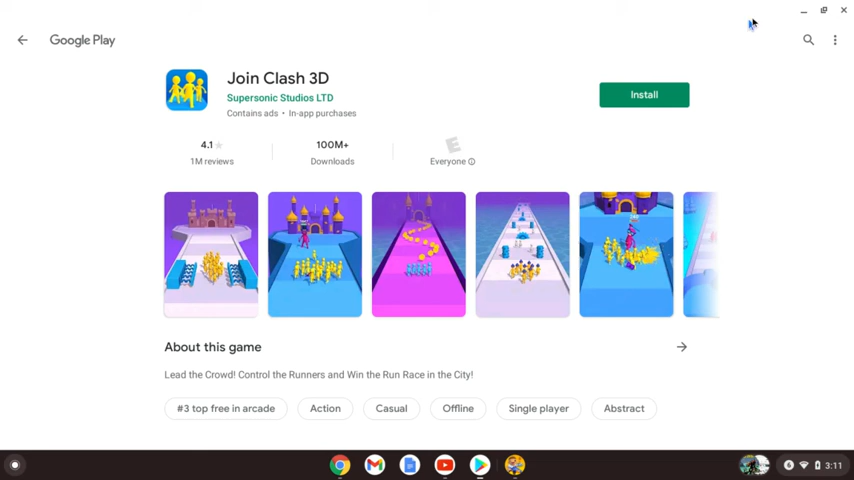 Google Play
Join Clash 3D
Supersonic Studios LTD
Contains ads • In-app purchases
Install
4.1
1M reviews
100M+
Downloads
E
Everyone
About this game
Lead the Crowd! Control the Runners and Win the Run Race in the City!
#3 top free in arcade
Action
Casual
Offline
Single player
Abstract
6
3:11